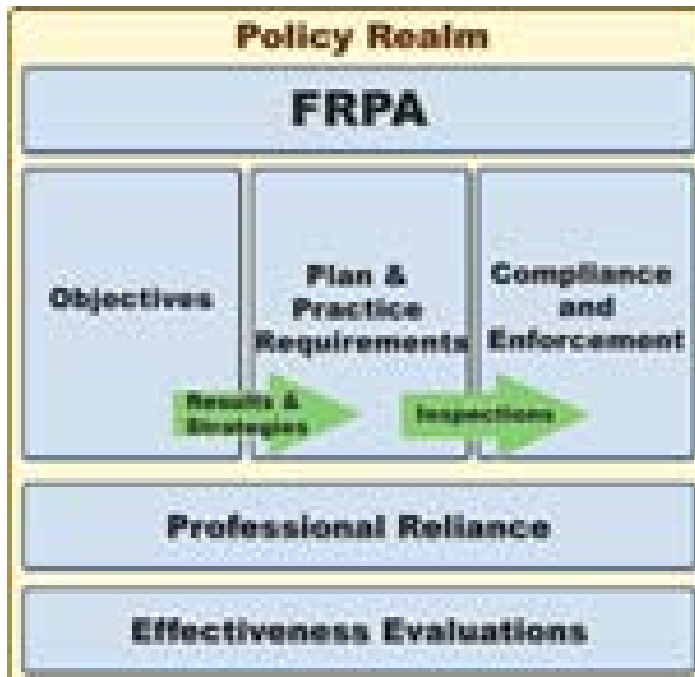 Policy Realm
FRPA
Objectives
Plan &
Practice
Requirements
Compliance
and
Enforcement
Results &
Strategies
Inspections
Professional Reliance
Effectiveness Evaluations